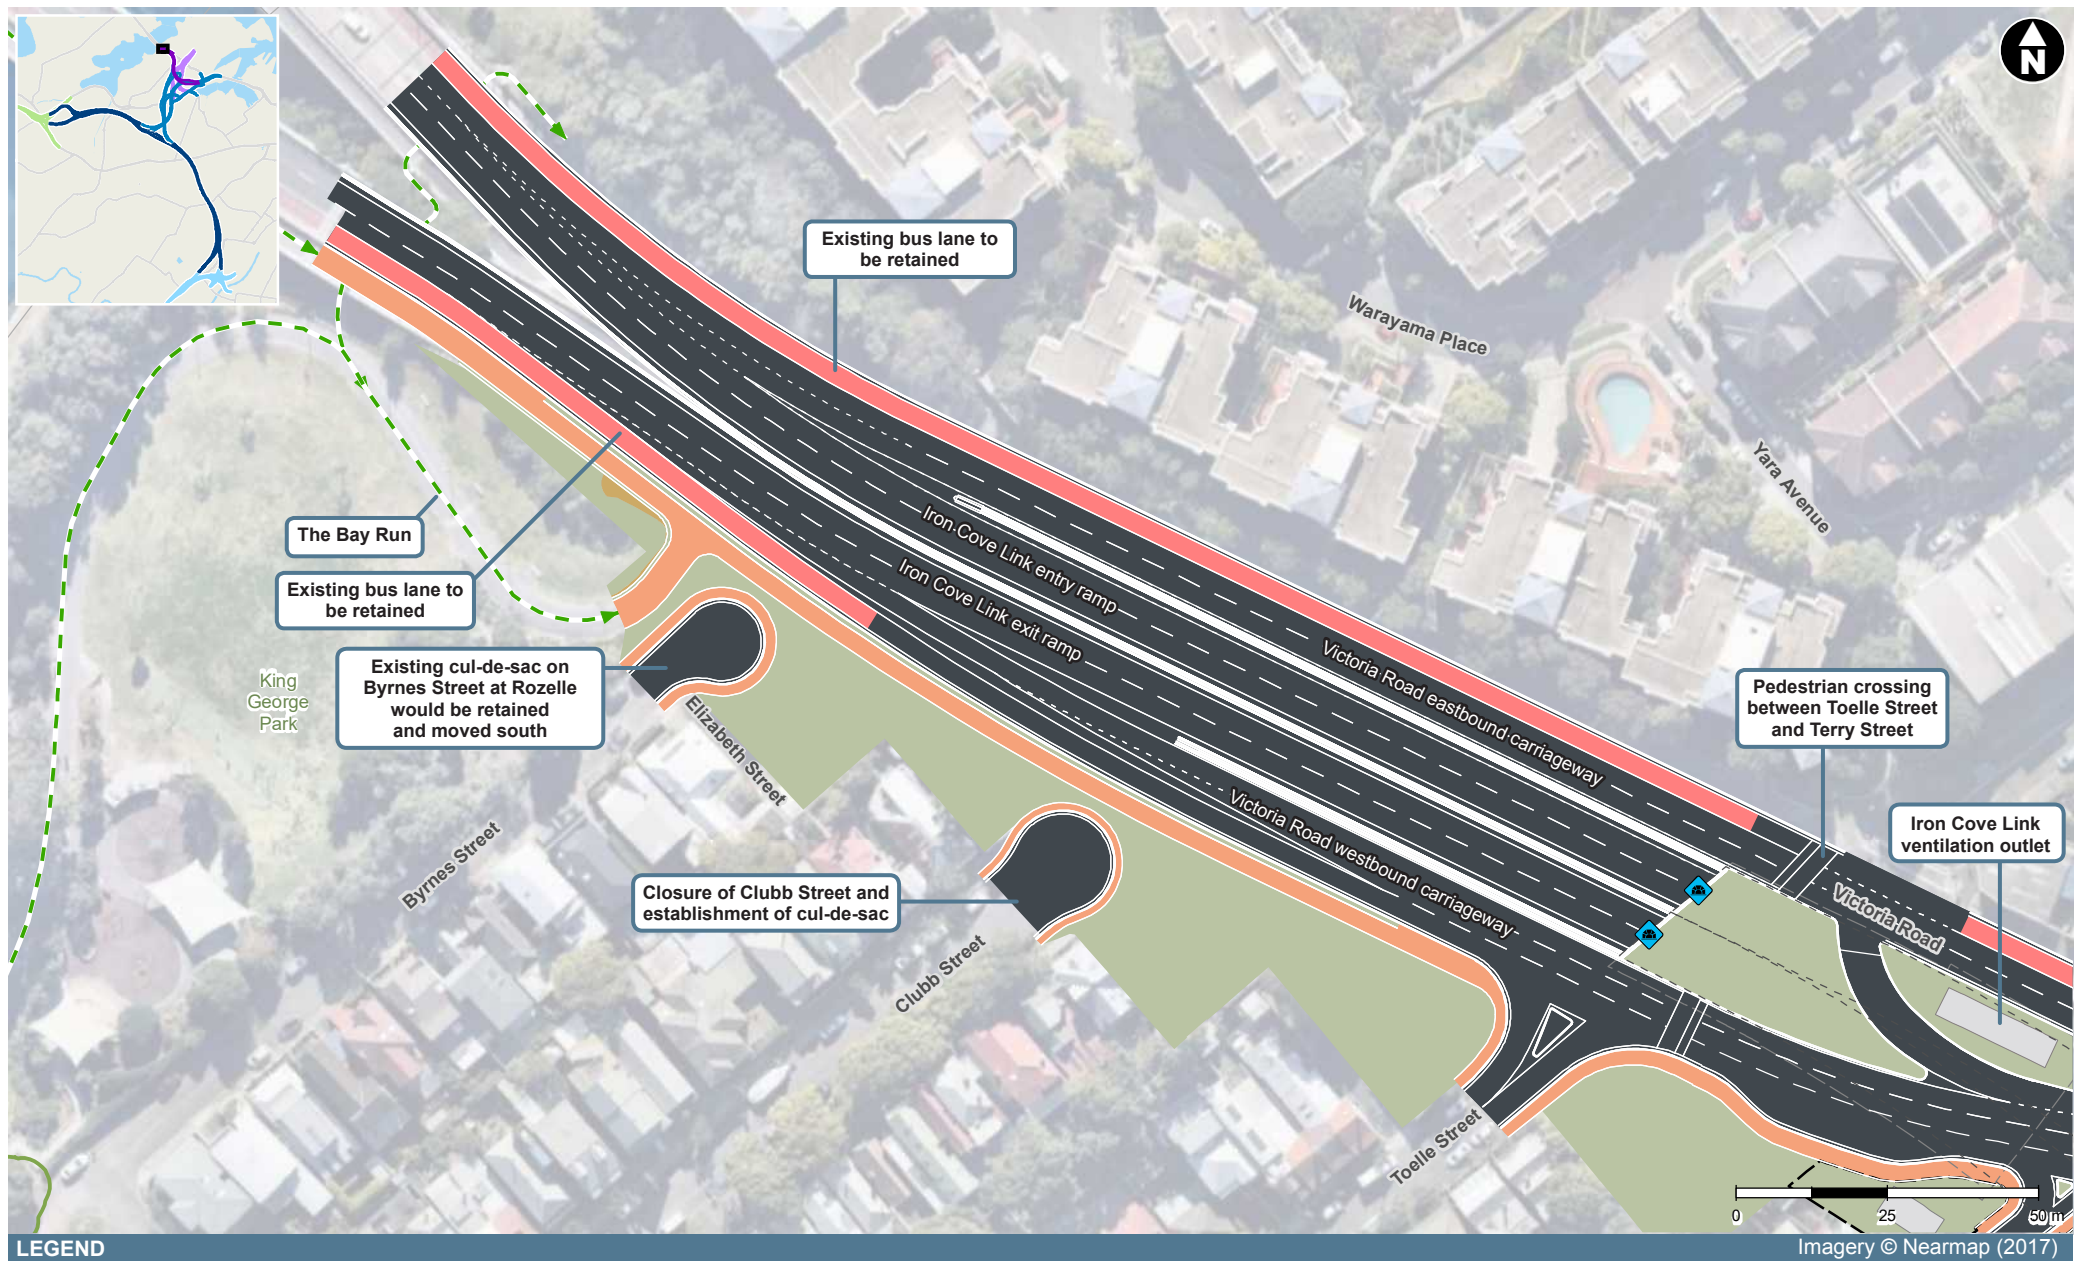 N
Existing bus lane to
be retained
Warayama Place
Yara Avenue
The Bay Run
Existing bus lane to
be retained
Iron Cove Link entry ramp
Iron Cove Link exit ramp
Victoria Road eastbound carriageway
Existing cul-de-sac on
Byrnes Street at Rozelle
would be retained
and moved south
King
George
Park
Elizabeth Street
Pedestrian crossing
between Toelle Street
and Terry Street
Iron Cove Link
ventilation outlet
Victoria Road westbound carriageway
Byrnes Street
Closure of Clubb Street and
establishment of cul-de-sac
Victoria Road
Clubb Street
Toelle Street
0 25 50 m
LEGEND
Imagery © Nearmap (2017)